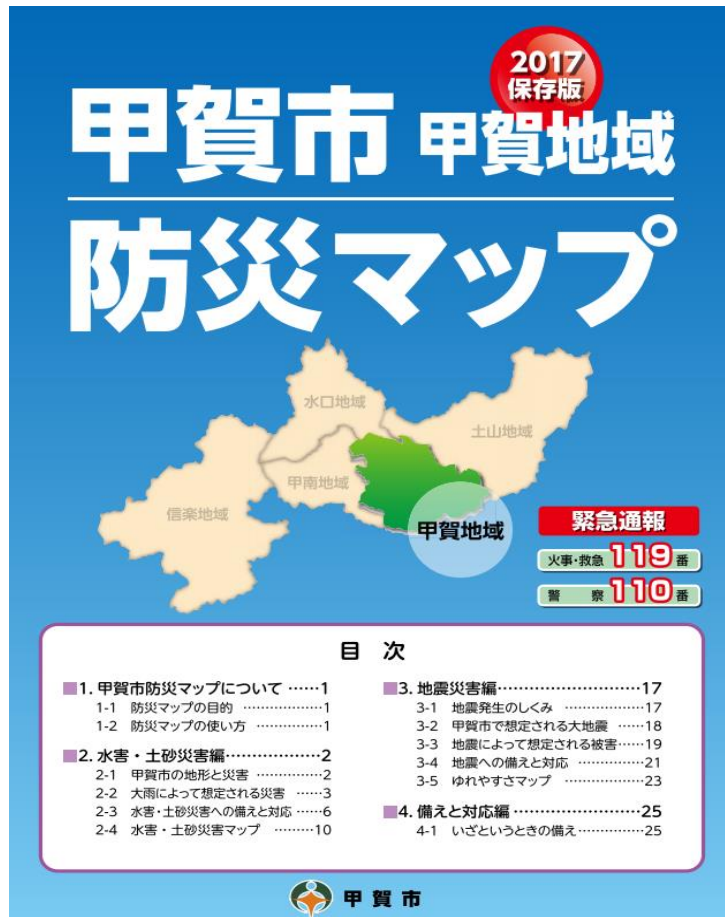 2017
保存版
甲賀市 甲賀地域
防災マップ
水口地域
土山地域
甲南地域
信楽地域
甲賀地域
緊急通報
火事・救急119番
警 察110番
目 次
■1. 甲賀市防災マップについて ……1
1-1 防災マップの目的 ……………1
1-2 防災マップの使い方 …………1
■2. 水害・土砂災害編………………2
2-1 甲賀市の地形と災害 …………2
2-2 大雨によって想定される災害 …3
2-3 水害・土砂災害への備えと対応……6
2-4 水害・土砂災害マップ ………10
■3. 地震災害編………………………17
3-1 地震発生のしくみ ……………17
3-2 甲賀市で想定される大地震 ……18
3-3 地震によって想定される被害……19
3-4 地震への備えと対応 …………21
3-5 ゆれやすさマップ ……………23
■4. 備えと対応編 ……………………25
4-1 いざというときの備え……………25
甲賀市